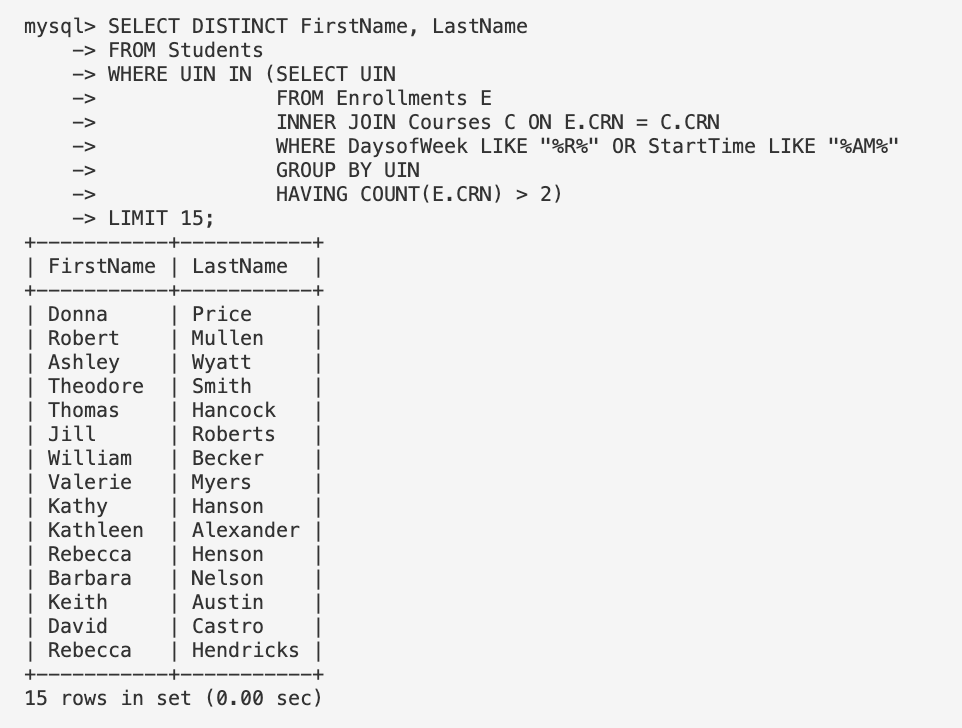 mysql> SELECT DISTINCT FirstName, LastName
    -> FROM Students
    -> WHERE UIN IN (SELECT UIN
    ->               FROM Enrollments E
    ->               INNER JOIN Courses C ON E.CRN = C.CRN
    ->               WHERE DaysofWeek LIKE "%R%" OR StartTime LIKE "%AM%"
    ->               GROUP BY UIN
    ->               HAVING COUNT(E.CRN) > 2)
    -> LIMIT 15;
+-----------+-----------+
| FirstName | LastName  |
+-----------+-----------+
| Donna     | Price     |
| Robert    | Mullen    |
| Ashley    | Wyatt     |
| Theodore  | Smith     |
| Thomas    | Hancock   |
| Jill      | Roberts   |
| William   | Becker    |
| Valerie   | Myers     |
| Kathy     | Hanson    |
| Kathleen  | Alexander |
| Rebecca   | Henson    |
| Barbara   | Nelson    |
| Keith     | Austin    |
| David     | Castro    |
| Rebecca   | Hendricks |
+-----------+-----------+
15 rows in set (0.00 sec)